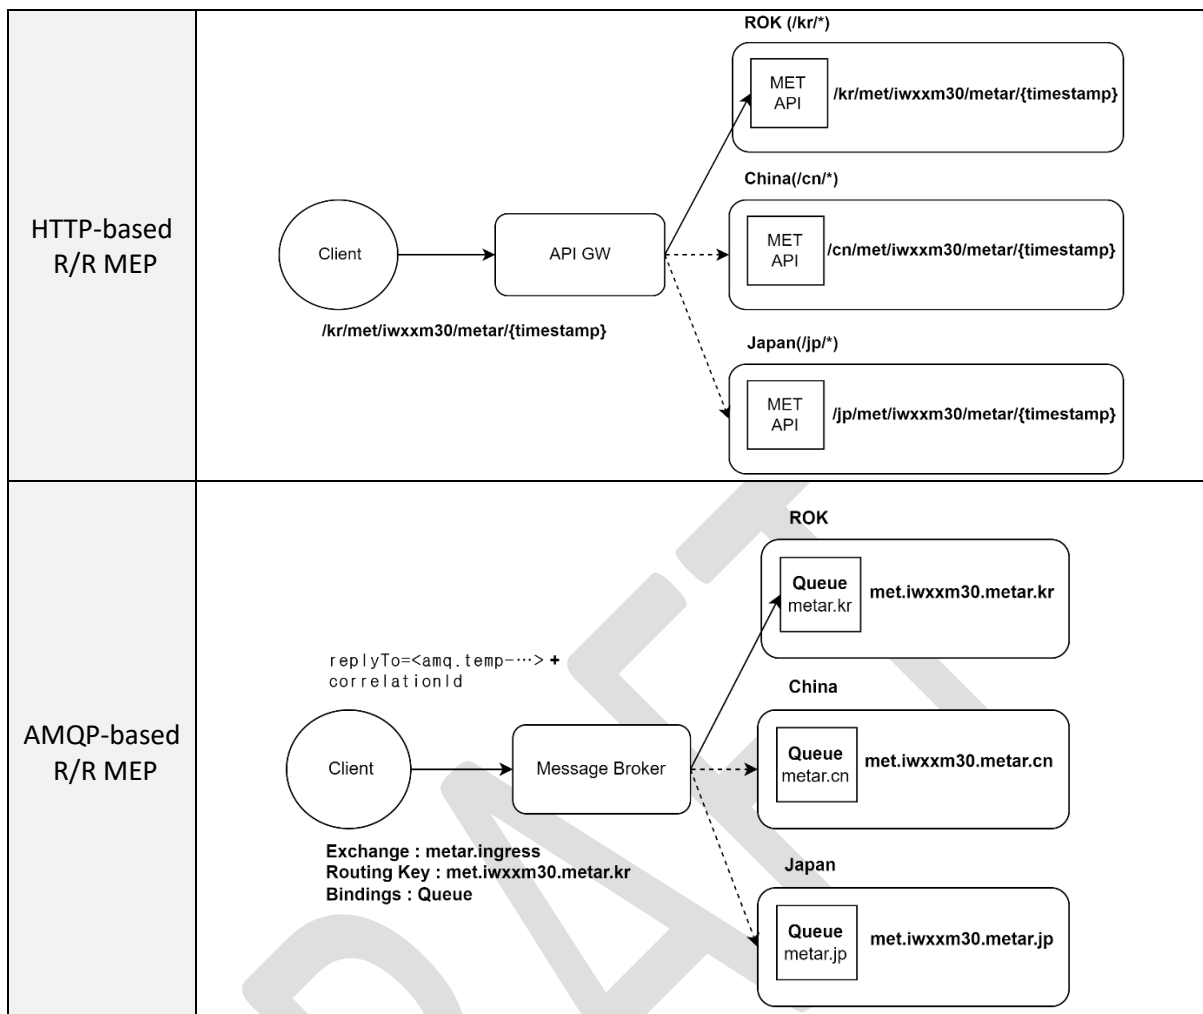 HTTP-based
R/R MEP
ROK (/kr/*)
MET
API
/kr/met/iwxxm30/metar/{timestamp}
China(/cn/*)
MET
API
/cn/met/iwxxm30/metar/{timestamp}
Client
API GW
/kr/met/iwxxm30/metar/{timestamp}
Japan(/jp/*)
MET
API
/jp/met/iwxxm30/metar/{timestamp}
AMQP-based
R/R MEP
ROK
Queue
metar.kr
met.iwxxm30.metar.kr
replyTo=<amq.temp-…> +
correlationId
China
Queue
metar.cn
met.iwxxm30.metar.cn
Client
Message Broker
Exchange : metar.ingress
Routing Key : met.iwxxm30.metar.kr
Bindings : Queue
Japan
Queue
metar.jp
met.iwxxm30.metar.jp